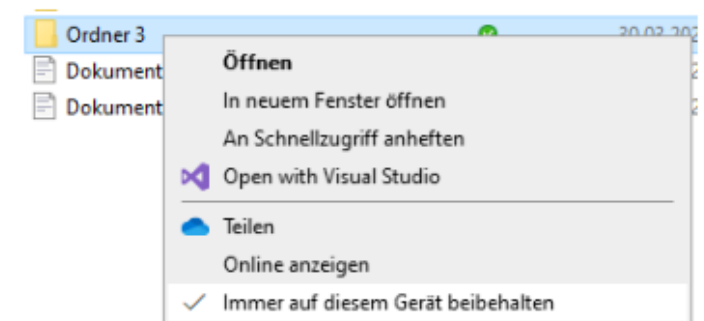 Ordner 3
Öffnen
Dokument
In neuem Fenster öffnen
Dokument
An Schnellzugriff anheften
Open with Visual Studio
Teilen
Online anzeigen
Immer auf diesem Gerät beibehalten